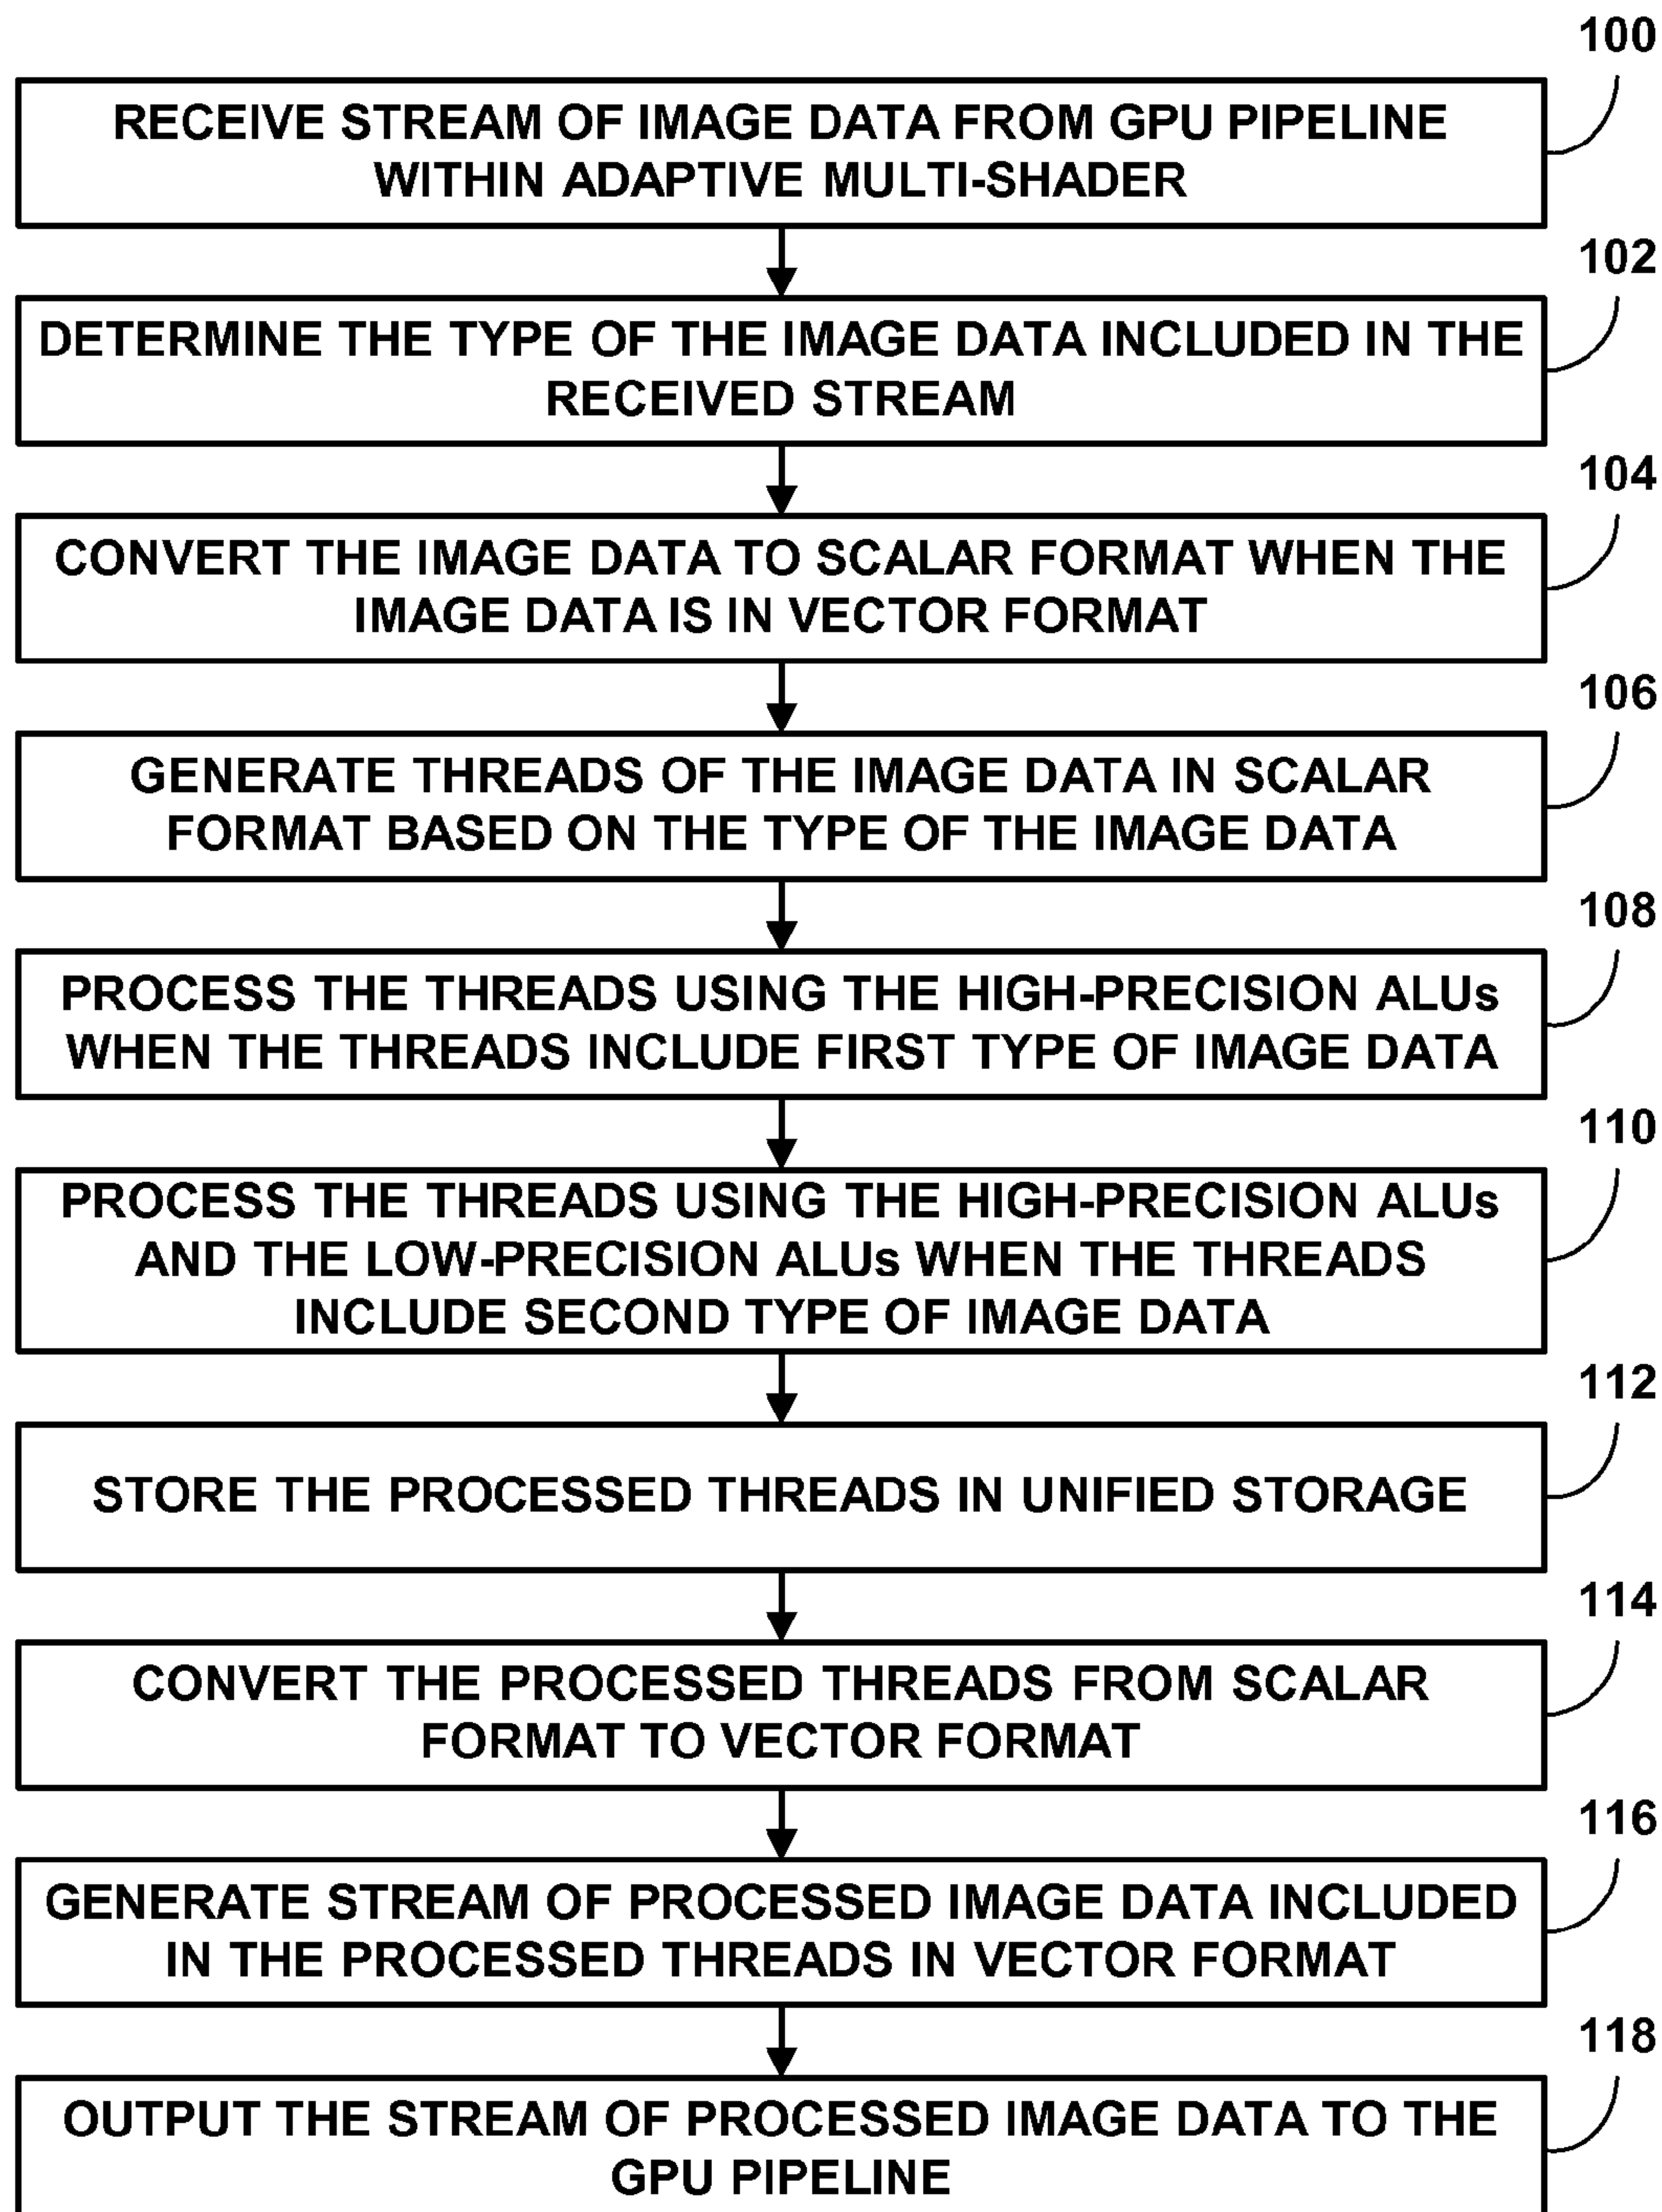 100
RECEIVE STREAM OF IMAGE DATA FROM GPU PIPELINE
WITHIN ADAPTIVE MULTI-SHADER
102
DETERMINE THE TYPE OF THE IMAGE DATA INCLUDED IN THE
RECEIVED STREAM
104
CONVERT THE IMAGE DATA TO SCALAR FORMAT WHEN THE
IMAGE DATA IS IN VECTOR FORMAT
106
GENERATE THREADS OF THE IMAGE DATA IN SCALAR
FORMAT BASED ON THE TYPE OF THE IMAGE DATA
108
PROCESS THE THREADS USING THE HIGH-PRECISION ALUs
WHEN THE THREADS INCLUDE FIRST TYPE OF IMAGE DATA
110
PROCESS THE THREADS USING THE HIGH-PRECISION ALUs
AND THE LOW-PRECISION ALUs WHEN THE THREADS
INCLUDE SECOND TYPE OF IMAGE DATA
112
STORE THE PROCESSED THREADS IN UNIFIED STORAGE
114
CONVERT THE PROCESSED THREADS FROM SCALAR
FORMAT TO VECTOR FORMAT
116
GENERATE STREAM OF PROCESSED IMAGE DATA INCLUDED
IN THE PROCESSED THREADS IN VECTOR FORMAT
118
OUTPUT THE STREAM OF PROCESSED IMAGE DATA TO THE
GPU PIPELINE